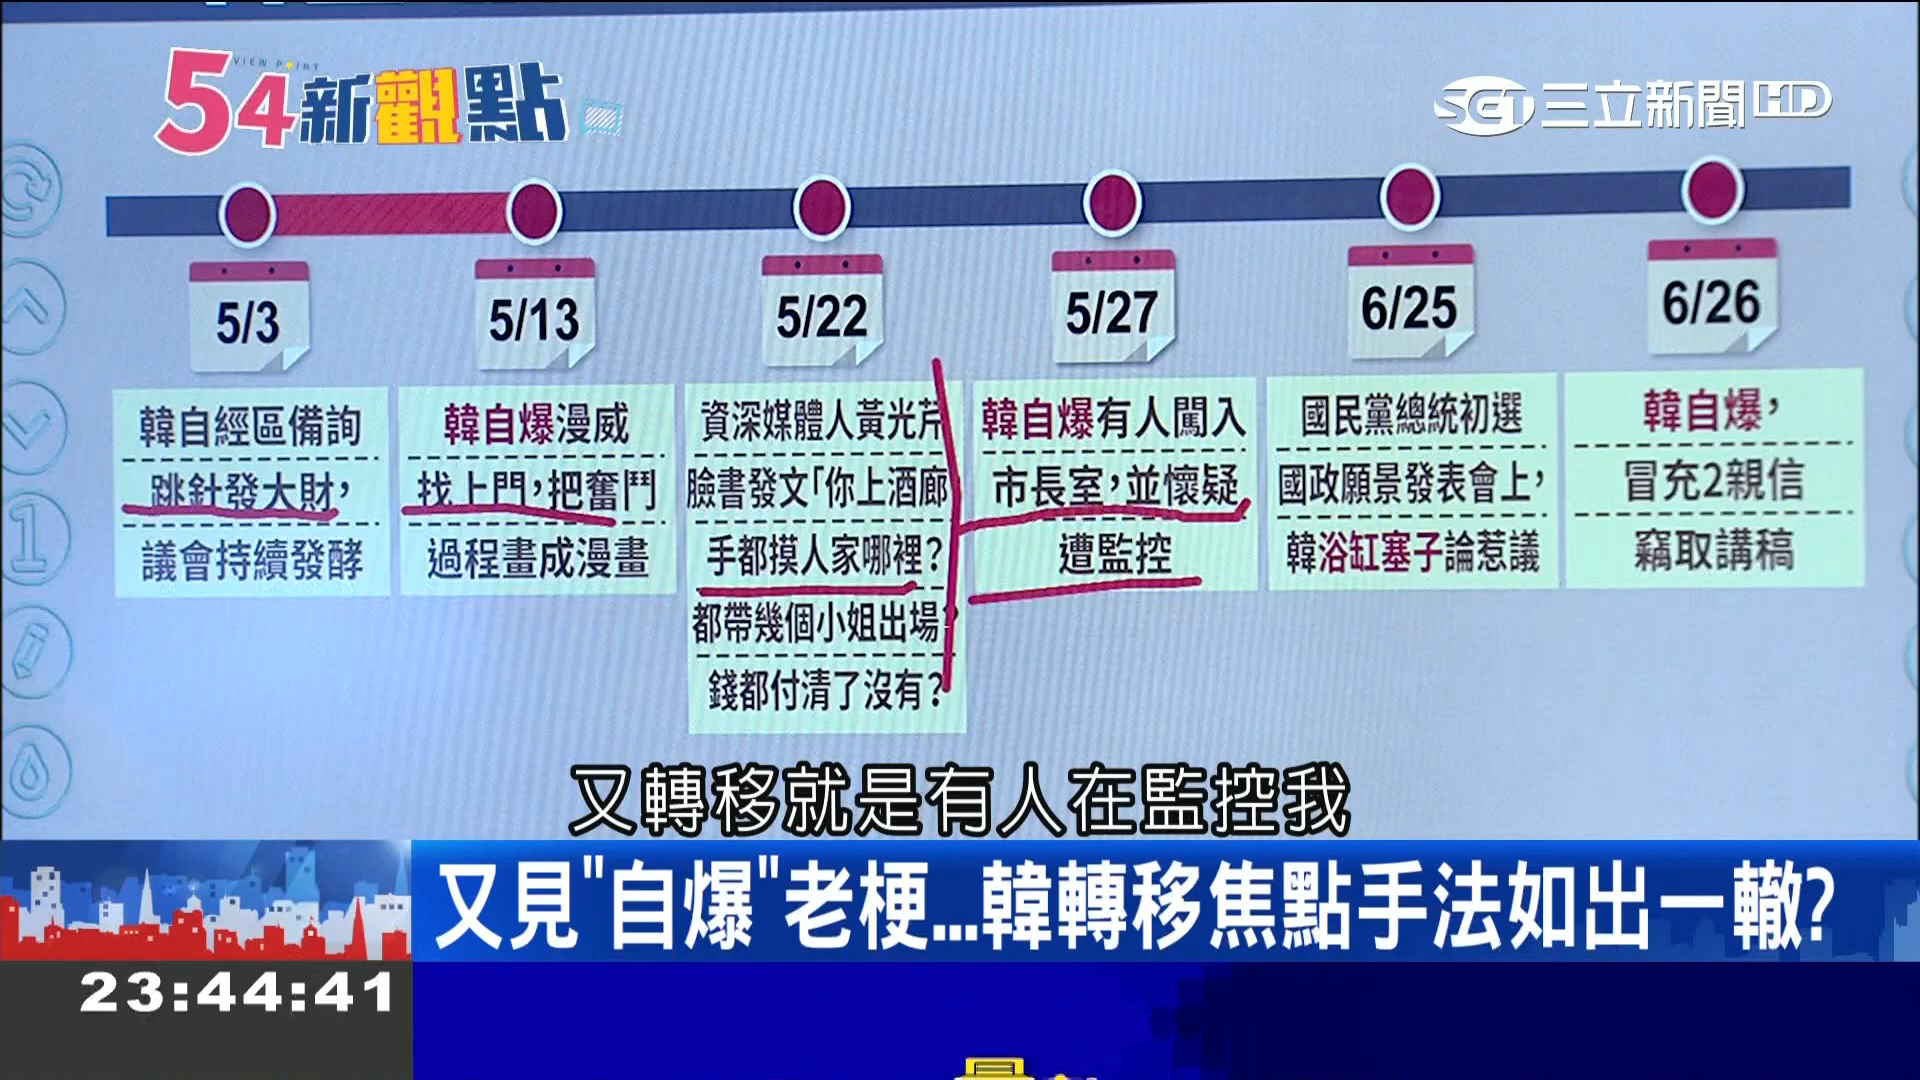 VIEW POINT
54新觀點
SET三立新聞HD
5/3
韓自經區備詢
跳針發大財，
議會持續發酵
5/13
韓自爆漫威
找上門，把奮鬥
過程畫成漫畫
5/22
資深媒體人黃光芹
臉書發文「你上酒廊
手都摸人家哪裡？
都帶幾個小姐出場？
錢都付清了沒有？
5/27
韓自爆有人闖入
市長室，並懷疑
遭監控
6/25
國民黨總統初選
國政願景發表會上，
韓浴缸塞子論惹議
6/26
韓自爆，
冒充2親信
竊取講稿
1
又轉移就是有人在監控我
又見"自爆"老梗...韓轉移焦點手法如出一轍?
23:44:41